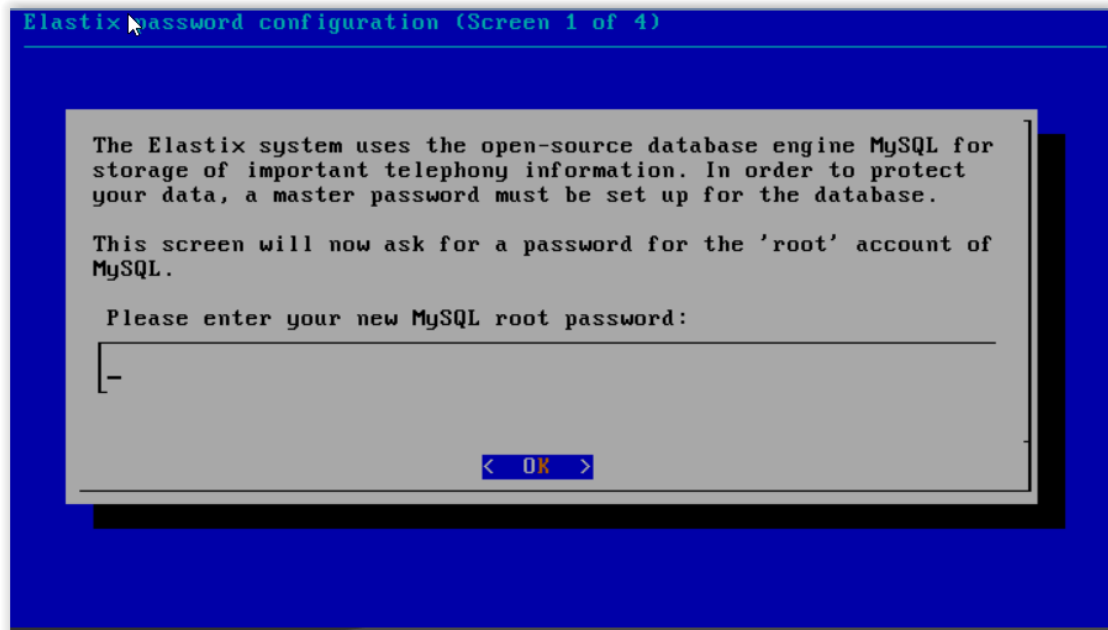 Elastix password configuration (Screen 1 of 4)
The Elastix system uses the open-source database engine MySQL for
storage of important telephony information. In order to protect
your data, a master password must be set up for the database.
This screen will now ask for a password for the 'root' account of
MySQL.
Please enter your new MySQL root password:
< OK >